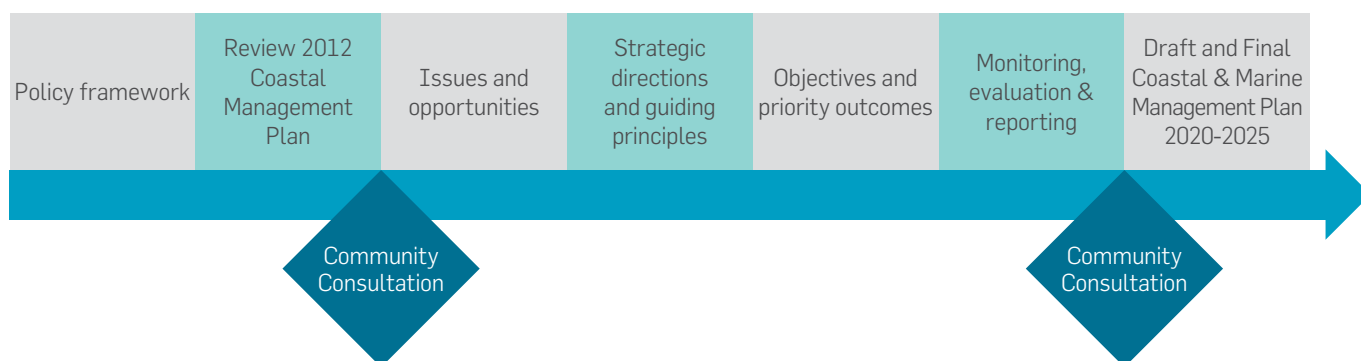 Policy framework
Review 2012
Coastal
Management
Plan
Issues and
opportunities
Strategic
directions
and guiding
principles
Objectives and
priority outcomes
Monitoring,
evaluation &
reporting
Draft and Final
Coastal & Marine
Management Plan
2020-2025
Community
Consultation
Community
Consultation